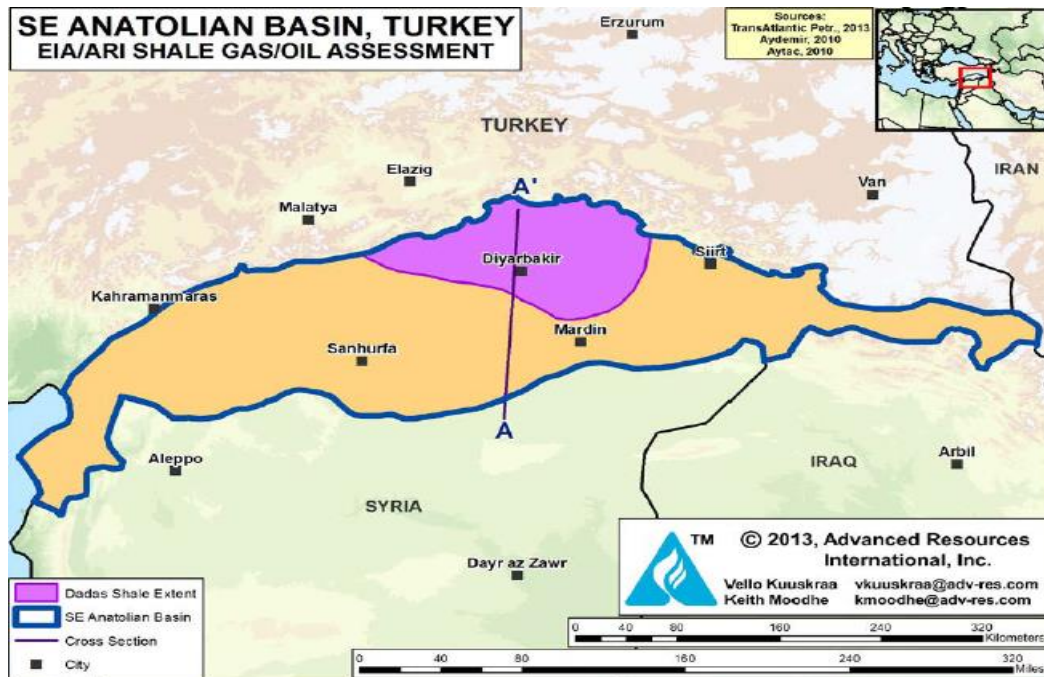 SE ANATOLIAN BASIN, TURKEY
EIA/ARI SHALE GAS/OIL ASSESSMENT
Sources:
TransAtlantic Petr., 2013
Aydemir, 2010
Aytac, 2010
Erzurum
TURKEY
IRAN
Elazig
Van
A'
Malatya
Diyarbakir
Siirt
Kahramanmaras
Mardin
Sanhurfa
A
Aleppo
Arbil
IRAQ
SYRIA
Dayr az Zawr
TM
© 2013, Advanced Resources
International, Inc.
Vello Kuuskraa vkuuskraa@adv-res.com
Keith Moodhe kmoodhe@adv-res.com
Dadas Shale Extent
SE Anatolian Basin
Cross Section
City
0 40 80 160 240 320
Kilometers
0 40 80 160 240 320
Miles